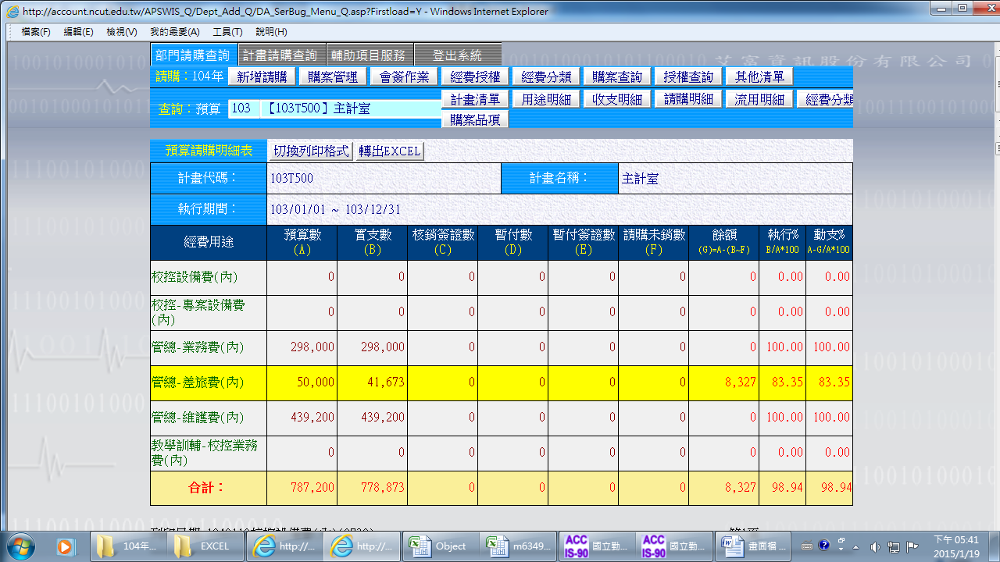 http://account.ncut.edu.tw/APSWIS_Q/Dept_Add_Q/DA_SerBug_Menu_Q.asp?Firstload=Y - Windows Internet Explorer
檔案(F) 編輯(E) 檢視(V) 我的最愛(A) 工具(T) 說明(H)
部門請購查詢 計畫請購查詢 輔助項目服務 登出系統
艾富資訊股份有限公司
請購：104年 新增請購 購案管理 會簽作業 經費授權 經費分類 購案查詢 授權查詢 其他清單
查詢：預算 103 【103T500】主計室 計畫清單 用途明細 收支明細 請購明細 流用明細 經費分類
購案品項
預算請購明細表 切換列印格式 轉出EXCEL
計畫代碼： 103T500 計畫名稱： 主計室
執行期間： 103/01/01 ~ 103/12/31
經費用途 預算數 實支數 核銷簽證數 暫付數 暫付簽證數 請購未銷數 餘額 執行% 動支%
(A) (B) (C) (D) (E) (F) (G)=A-(B~F) B/A*100 A-G/A*100
校控設備費(內) 0 0 0 0 0 0 0 0.00 0.00
校控-專案設備費
(內) 0 0 0 0 0 0 0 0.00 0.00
管總-業務費(內) 298,000 298,000 0 0 0 0 0 100.00 100.00
管總-差旅費(內) 50,000 41,673 0 0 0 0 8,327 83.35 83.35
管總-維護費(內) 439,200 439,200 0 0 0 0 0 100.00 100.00
教學訓輔-校控業務
費(內) 0 0 0 0 0 0 0 0.00 0.00
合計： 787,200 778,873 0 0 0 0 8,327 98.94 98.94
104年... EXCEL http://... http://... Object m6349... ACC IS-90 國立勤... ACC IS-90 國立勤... 畫面檔 ... 下午 05:41
2015/1/19